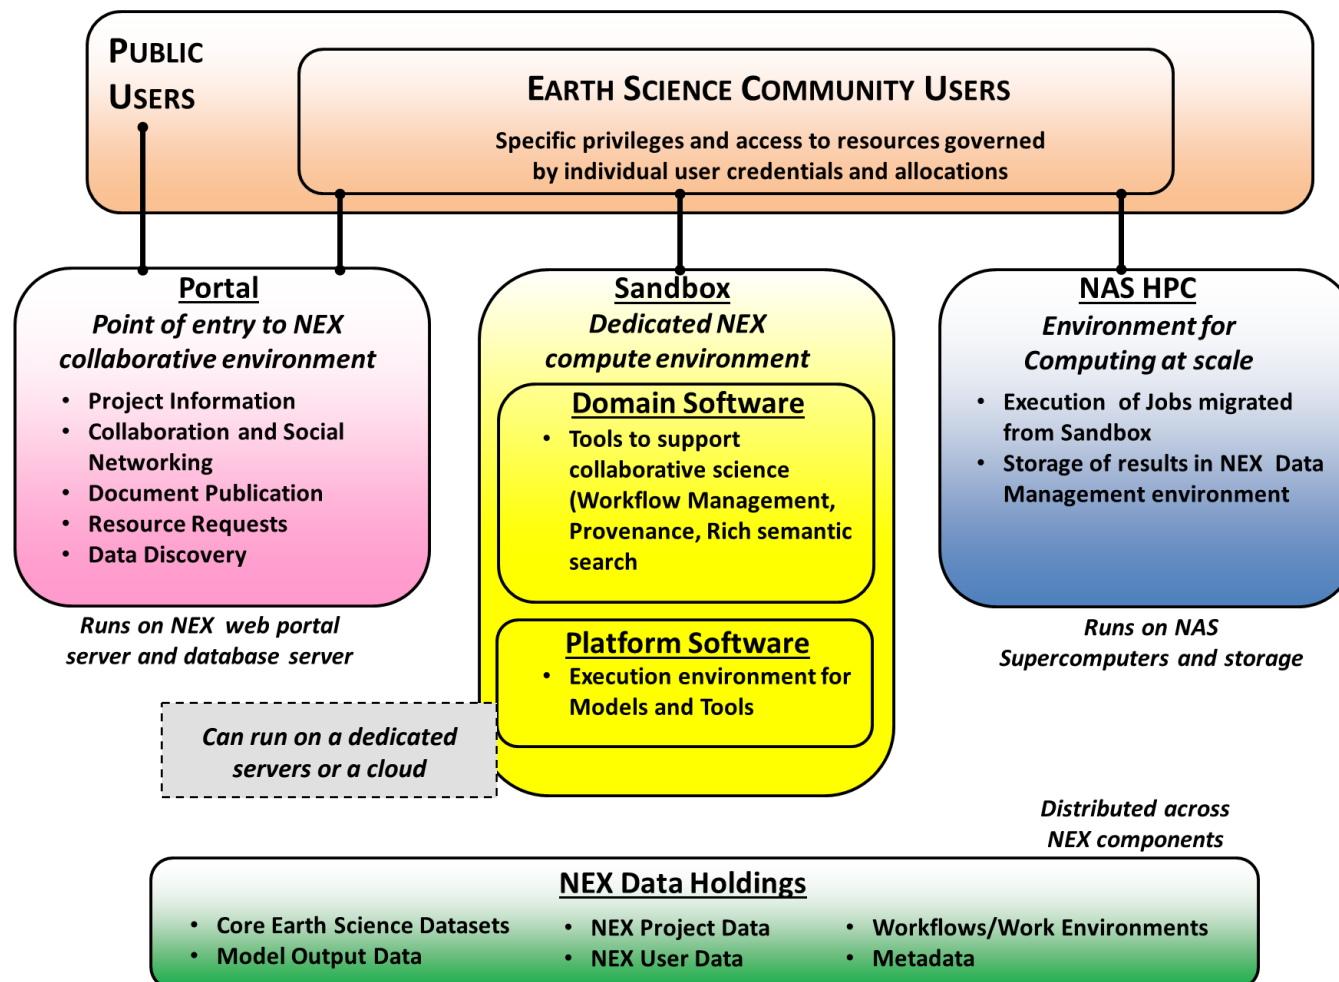 PUBLIC
USERS
EARTH SCIENCE COMMUNITY USERS
Specific privileges and access to resources governed
by individual user credentials and allocations
Portal
Point of entry to NEX
collaborative environment
• Project Information
• Collaboration and Social
Networking
• Document Publication
• Resource Requests
• Data Discovery
Runs on NEX web portal
server and database server
Sandbox
Dedicated NEX
compute environment
Domain Software
• Tools to support
collaborative science
(Workflow Management,
Provenance, Rich semantic
search
Platform Software
• Execution environment for
Models and Tools
Can run on a dedicated
servers or a cloud
NAS HPC
Environment for
Computing at scale
• Execution of Jobs migrated
from Sandbox
• Storage of results in NEX Data
Management environment
Runs on NAS
Supercomputers and storage
Distributed across
NEX components
NEX Data Holdings
• Core Earth Science Datasets
• Model Output Data
• NEX Project Data
• NEX User Data
• Workflows/Work Environments
• Metadata